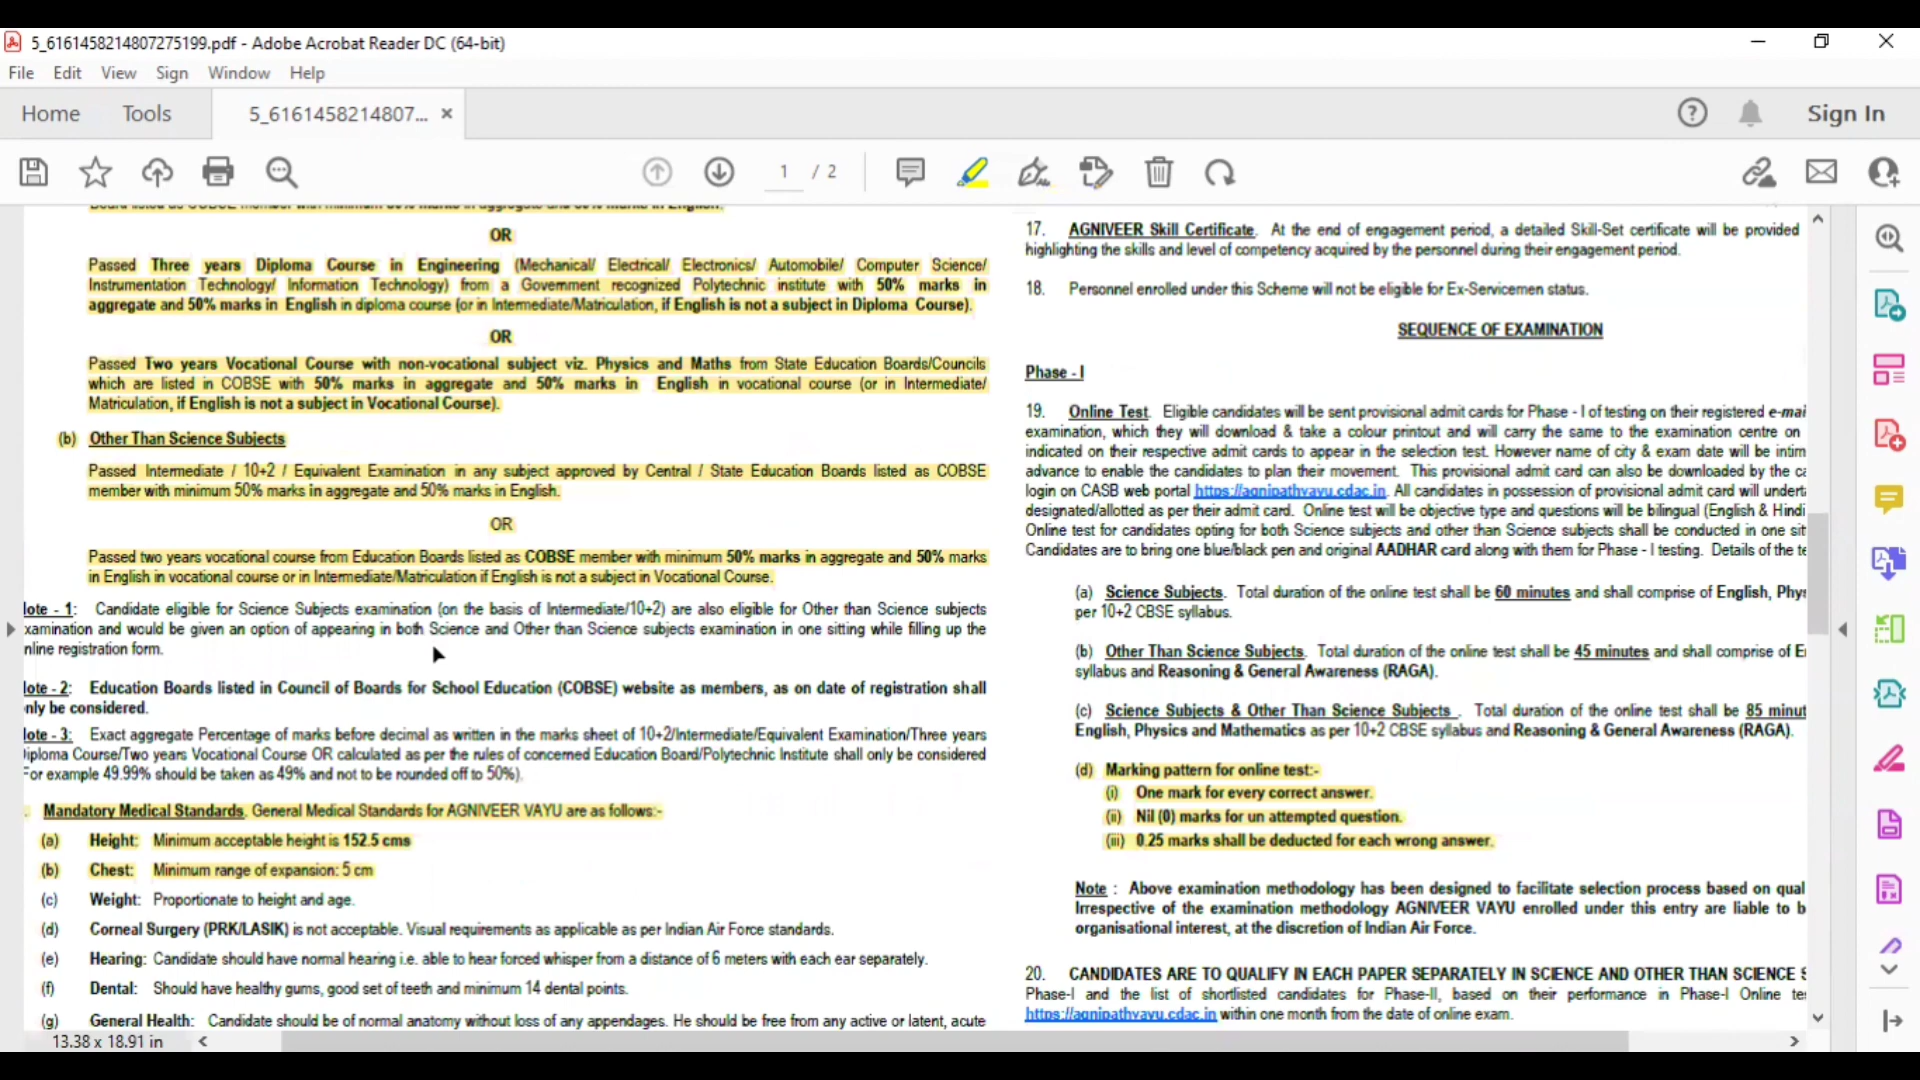 5_6161458214807275199.pdf - Adobe Acrobat Reader DC (64-bit)
File Edit View Sign Window Help
Home Tools 5_61614582148​07... × Sign In
1 / 2
Board listed as COBSE member with minimum 50% marks in aggregate and 50% marks in English.
OR
Passed Three years Diploma Course in Engineering (Mechanical/ Electrical/ Electronics/ Automobile/ Computer Science/
Instrumentation Technology/ Information Technology) from a Government recognized Polytechnic institute with 50% marks in
aggregate and 50% marks in English in diploma course (or in Intermediate/Matriculation, if English is not a subject in Diploma Course).
OR
Passed Two years Vocational Course with non-vocational subject viz. Physics and Maths from State Education Boards/Councils
which are listed in COBSE with 50% marks in aggregate and 50% marks in English in vocational course (or in Intermediate/
Matriculation, if English is not a subject in Vocational Course).
(b) Other Than Science Subjects
Passed Intermediate / 10+2 / Equivalent Examination in any subject approved by Central / State Education Boards listed as COBSE
member with minimum 50% marks in aggregate and 50% marks in English.
OR
Passed two years vocational course from Education Boards listed as COBSE member with minimum 50% marks in aggregate and 50% marks
in English in vocational course or in Intermediate/Matriculation if English is not a subject in Vocational Course.
ote - 1: Candidate eligible for Science Subjects examination (on the basis of Intermediate/10+2) are also eligible for Other than Science subjects
xamination and would be given an option of appearing in both Science and Other than Science subjects examination in one sitting while filling up the
nline registration form.
ote - 2: Education Boards listed in Council of Boards for School Education (COBSE) website as members, as on date of registration shall
nly be considered.
ote - 3: Exact aggregate Percentage of marks before decimal as written in the marks sheet of 10+2/Intermediate/Equivalent Examination/Three years
iploma Course/Two years Vocational Course OR calculated as per the rules of concerned Education Board/Polytechnic Institute shall only be considered
For example 49.99% should be taken as 49% and not to be rounded off to 50%).
Mandatory Medical Standards. General Medical Standards for AGNIVEER VAYU are as follows:-
(a) Height: Minimum acceptable height is 152.5 cms
(b) Chest: Minimum range of expansion: 5 cm
(c) Weight: Proportionate to height and age.
(d) Corneal Surgery (PRK/LASIK) is not acceptable. Visual requirements as applicable as per Indian Air Force standards.
(e) Hearing: Candidate should have normal hearing i.e. able to hear forced whisper from a distance of 6 meters with each ear separately.
(f) Dental: Should have healthy gums, good set of teeth and minimum 14 dental points.
(g) General Health: Candidate should be of normal anatomy without loss of any appendages. He should be free from any active or latent, acute
17. AGNIVEER Skill Certificate. At the end of engagement period, a detailed Skill-Set certificate will be provided
highlighting the skills and level of competency acquired by the personnel during their engagement period.
18. Personnel enrolled under this Scheme will not be eligible for Ex-Servicemen status.
SEQUENCE OF EXAMINATION
Phase - I
19. Online Test. Eligible candidates will be sent provisional admit cards for Phase - I of testing on their registered e-mai
examination, which they will download & take a colour printout and will carry the same to the examination centre on
indicated on their respective admit cards to appear in the selection test. However name of city & exam date will be intim
advance to enable the candidates to plan their movement. This provisional admit card can also be downloaded by the ca
login on CASB web portal https://agnipathvayu.cdac.in. All candidates in possession of provisional admit card will undert
designated/allotted as per their admit card. Online test will be objective type and questions will be bilingual (English & Hindi
Online test for candidates opting for both Science subjects and other than Science subjects shall be conducted in one sit
Candidates are to bring one blue/black pen and original AADHAR card along with them for Phase - I testing. Details of the te
(a) Science Subjects. Total duration of the online test shall be 60 minutes and shall comprise of English, Phys
per 10+2 CBSE syllabus.
(b) Other Than Science Subjects. Total duration of the online test shall be 45 minutes and shall comprise of E
syllabus and Reasoning & General Awareness (RAGA).
(c) Science Subjects & Other Than Science Subjects . Total duration of the online test shall be 85 minut
English, Physics and Mathematics as per 10+2 CBSE syllabus and Reasoning & General Awareness (RAGA).
(d) Marking pattern for online test:-
(i) One mark for every correct answer.
(ii) Nil (0) marks for un attempted question.
(iii) 0.25 marks shall be deducted for each wrong answer.
Note : Above examination methodology has been designed to facilitate selection process based on qual
Irrespective of the examination methodology AGNIVEER VAYU enrolled under this entry are liable to b
organisational interest, at the discretion of Indian Air Force.
20. CANDIDATES ARE TO QUALIFY IN EACH PAPER SEPARATELY IN SCIENCE AND OTHER THAN SCIENCE S
Phase-I and the list of shortlisted candidates for Phase-II, based on their performance in Phase-I Online te
https://agnipathvayu.cdac.in within one month from the date of online exam.
13.38 x 18.91 in